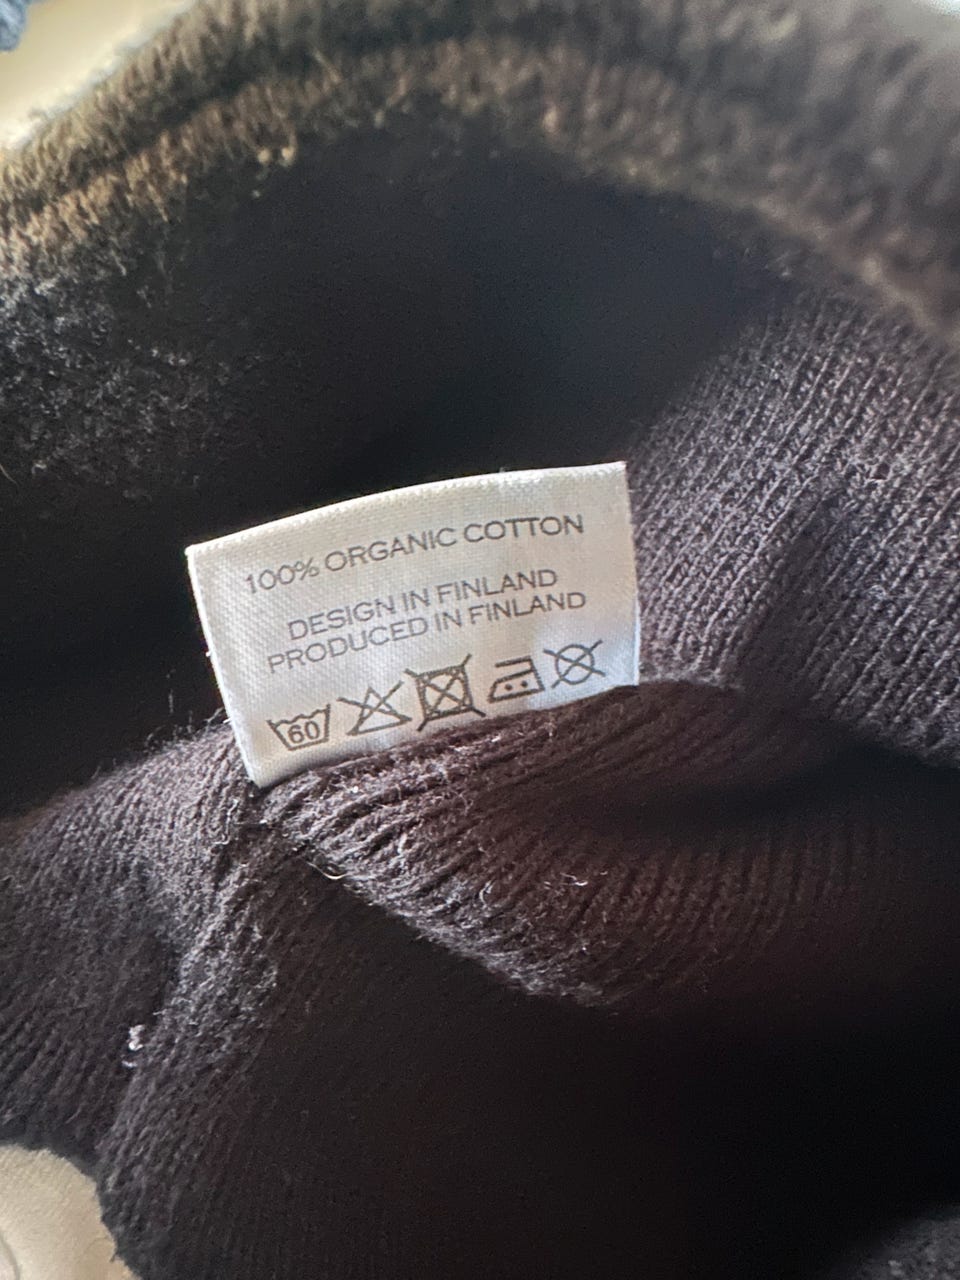 100% ORGANIC COTTON
DESIGN IN FINLAND
PRODUCED IN FINLAND
60